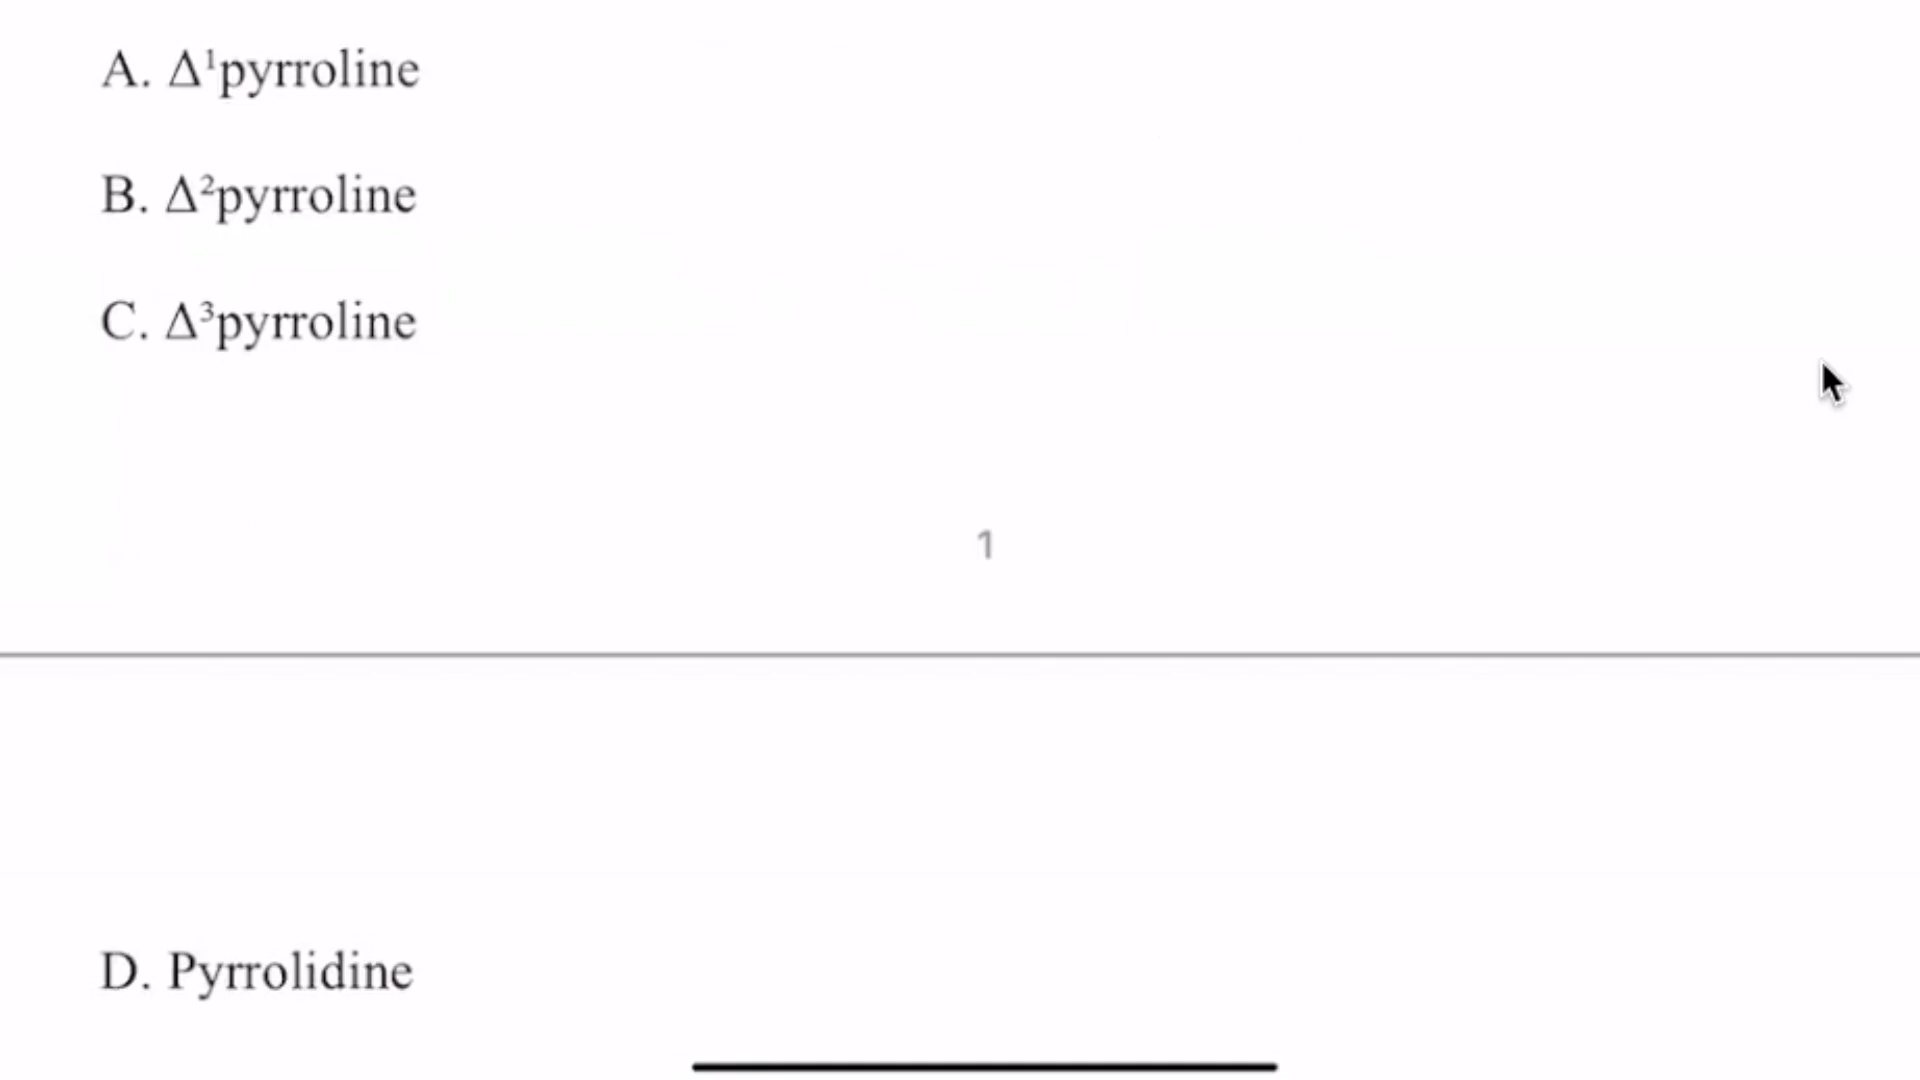 A. Δ¹pyrroline
B. Δ²pyrroline
C. Δ³pyrroline
1
D. Pyrrolidine